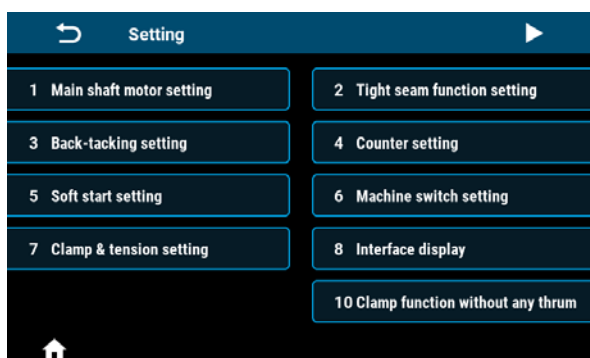 Setting
1 Main shaft motor setting
2 Tight seam function setting
3 Back-tacking setting
4 Counter setting
5 Soft start setting
6 Machine switch setting
7 Clamp & tension setting
8 Interface display
10 Clamp function without any thrum